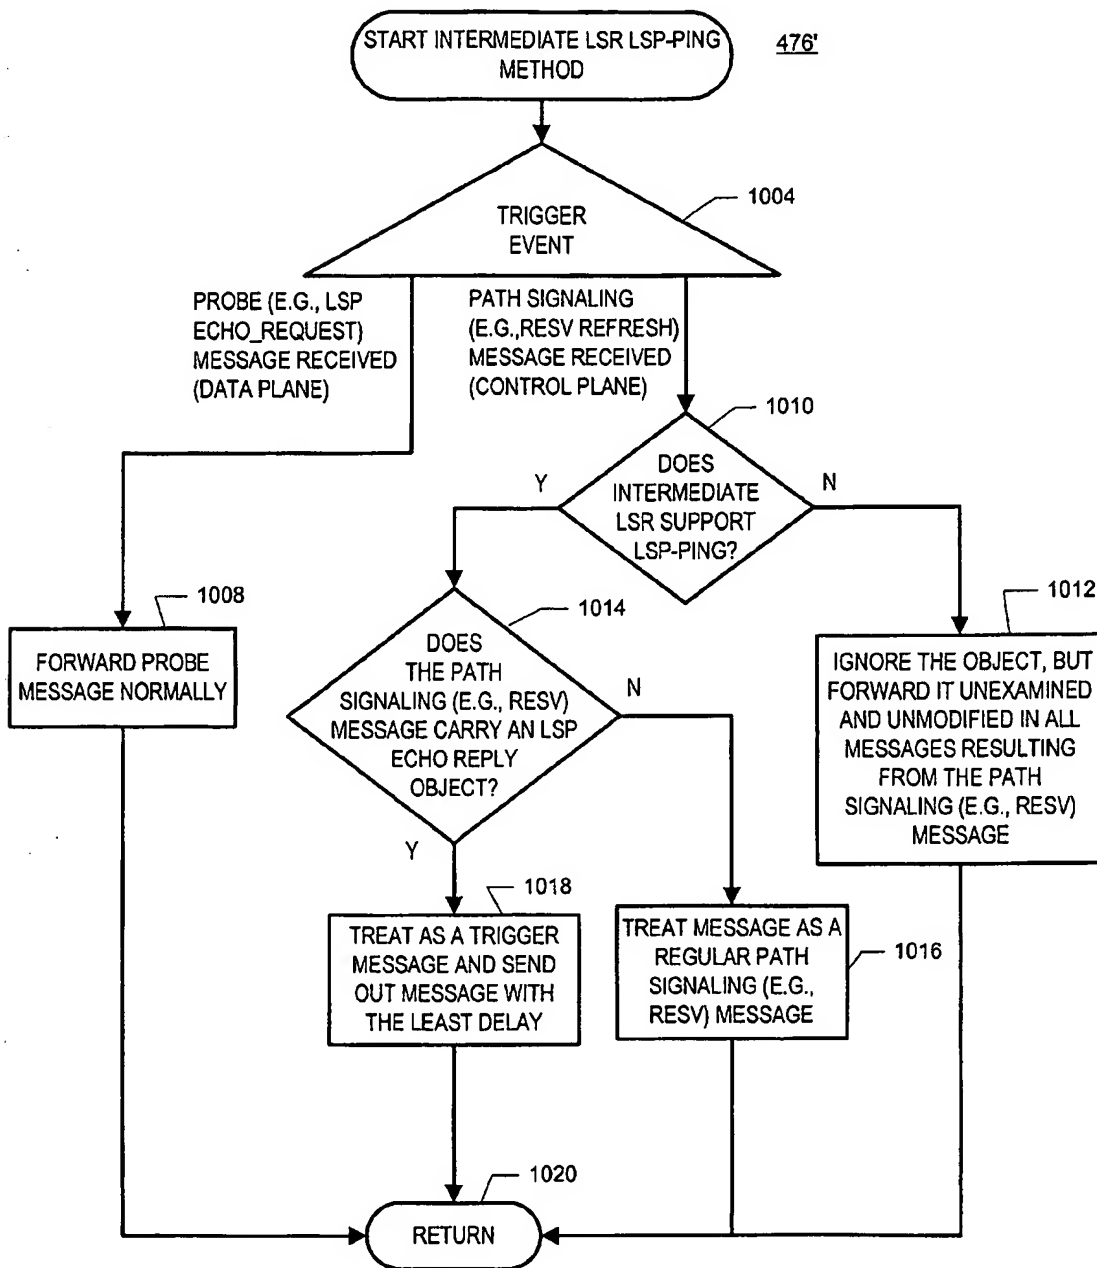 START INTERMEDIATE LSR LSP-PING
METHOD
476'
1004
TRIGGER
EVENT
PROBE (E.G., LSP
ECHO_REQUEST)
MESSAGE RECEIVED
(DATA PLANE)
PATH SIGNALING
(E.G.,RESV REFRESH)
MESSAGE RECEIVED
(CONTROL PLANE)
1010
DOES
INTERMEDIATE
LSR SUPPORT
LSP-PING?
Y
N
1008
FORWARD PROBE
MESSAGE NORMALLY
1014
DOES
THE PATH
SIGNALING (E.G., RESV)
MESSAGE CARRY AN LSP
ECHO REPLY
OBJECT?
N
Y
1012
IGNORE THE OBJECT, BUT
FORWARD IT UNEXAMINED
AND UNMODIFIED IN ALL
MESSAGES RESULTING
FROM THE PATH
SIGNALING (E.G., RESV)
MESSAGE
1018
TREAT AS A TRIGGER
MESSAGE AND SEND
OUT MESSAGE WITH
THE LEAST DELAY
TREAT MESSAGE AS A
REGULAR PATH
SIGNALING (E.G.,
RESV) MESSAGE
1016
1020
RETURN